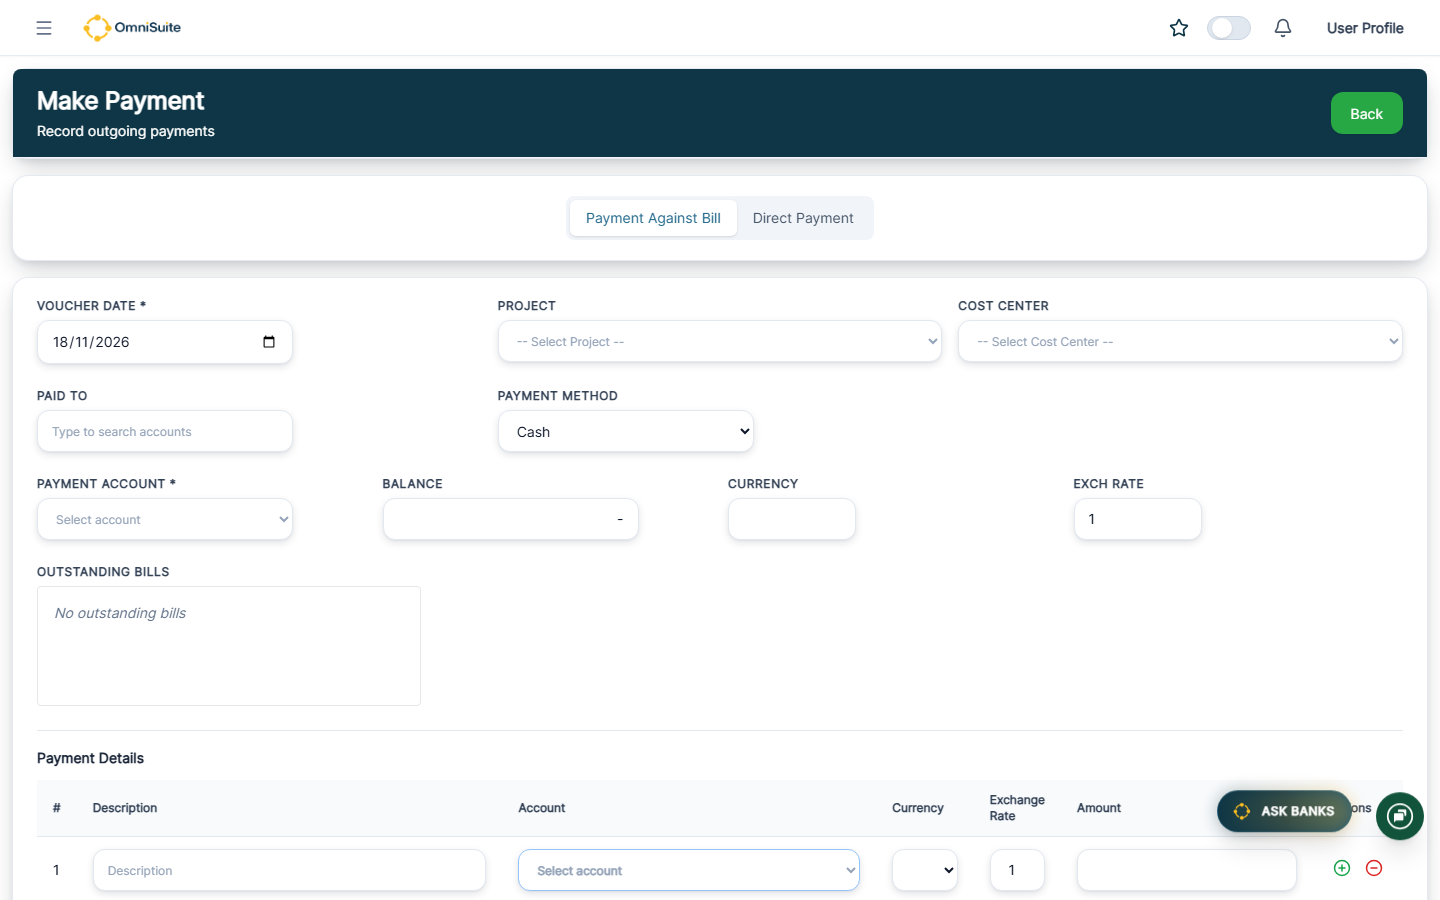 OmniSuite
User Profile
Make Payment
Record outgoing payments
Back
Payment Against Bill
Direct Payment
VOUCHER DATE *
PROJECT
COST CENTER
18/11/2026
-- Select Project --
-- Select Cost Center --
PAID TO
PAYMENT METHOD
Type to search accounts
Cash
PAYMENT ACCOUNT *
BALANCE
CURRENCY
EXCH RATE
Select account
-
1
OUTSTANDING BILLS
No outstanding bills
Payment Details
#
Description
Account
Currency
Exchange
Rate
Amount
ons
ASK BANKS
1
Description
Select account
1